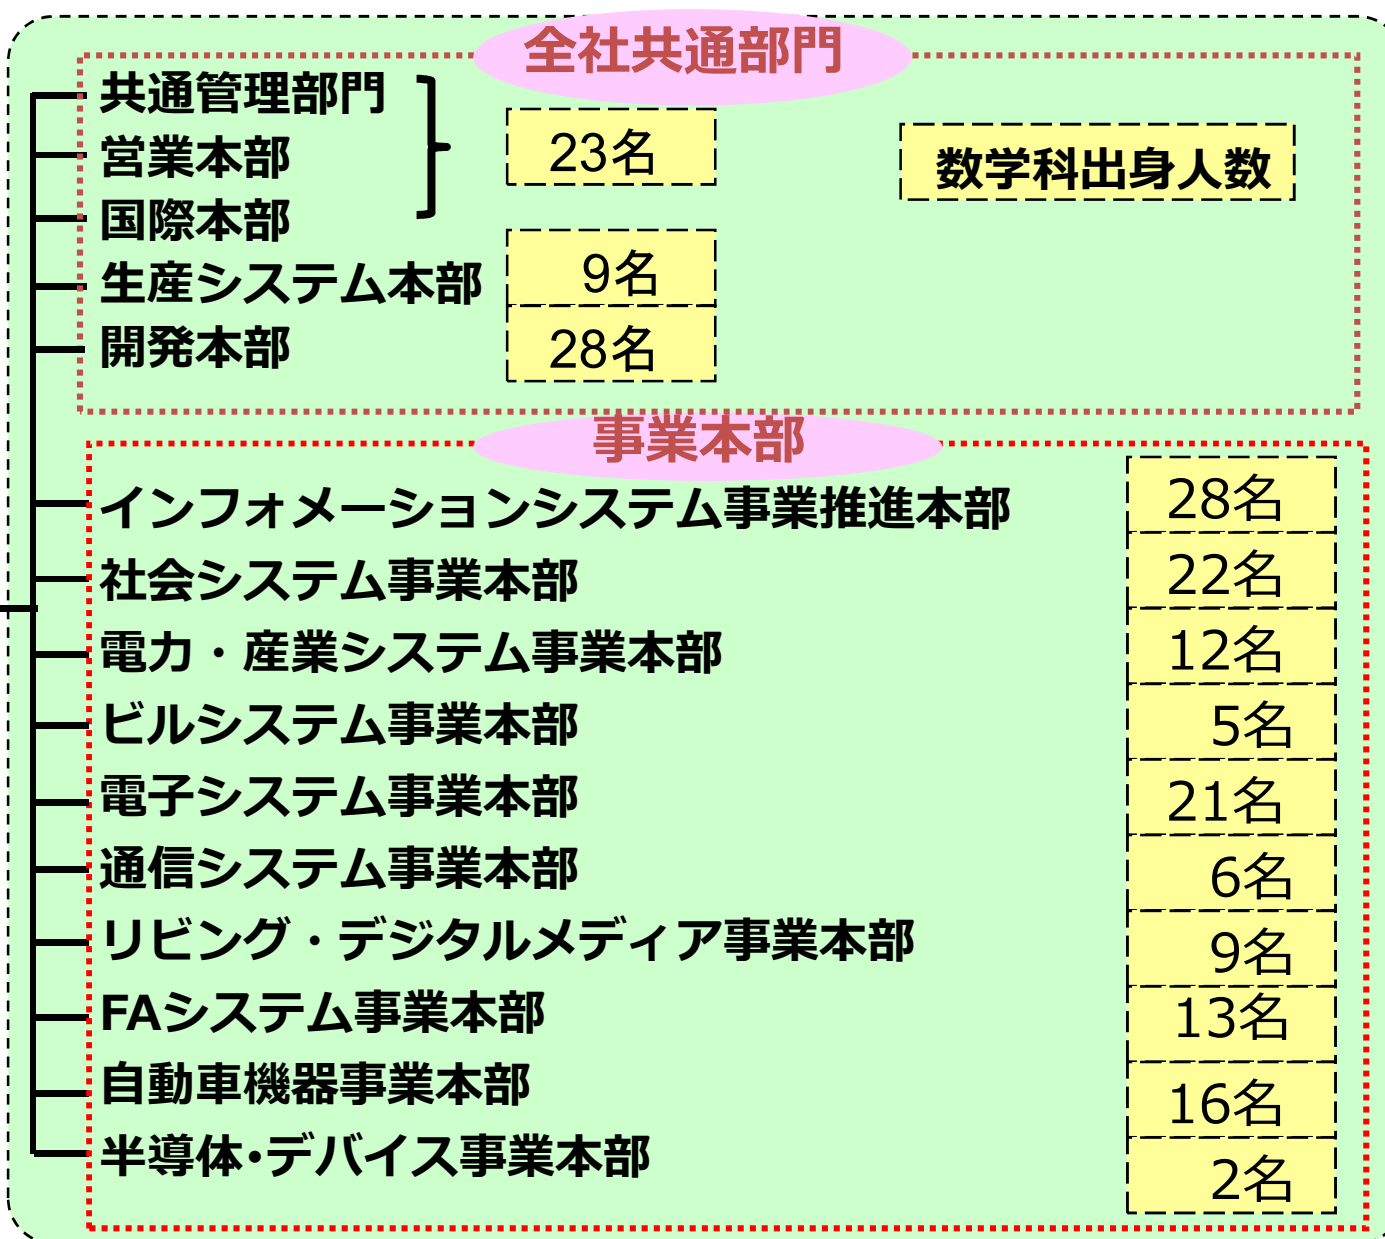 全社共通部門
共通管理部門
営業本部
23名
数学科出身人数
国際本部
生産システム本部
9名
開発本部
28名
事業本部
インフォメーションシステム事業推進本部
28名
社会システム事業本部
22名
電力・産業システム事業本部
12名
ビルシステム事業本部
5名
電子システム事業本部
21名
通信システム事業本部
6名
リビング・デジタルメディア事業本部
9名
FAシステム事業本部
13名
自動車機器事業本部
16名
半導体・デバイス事業本部
2名